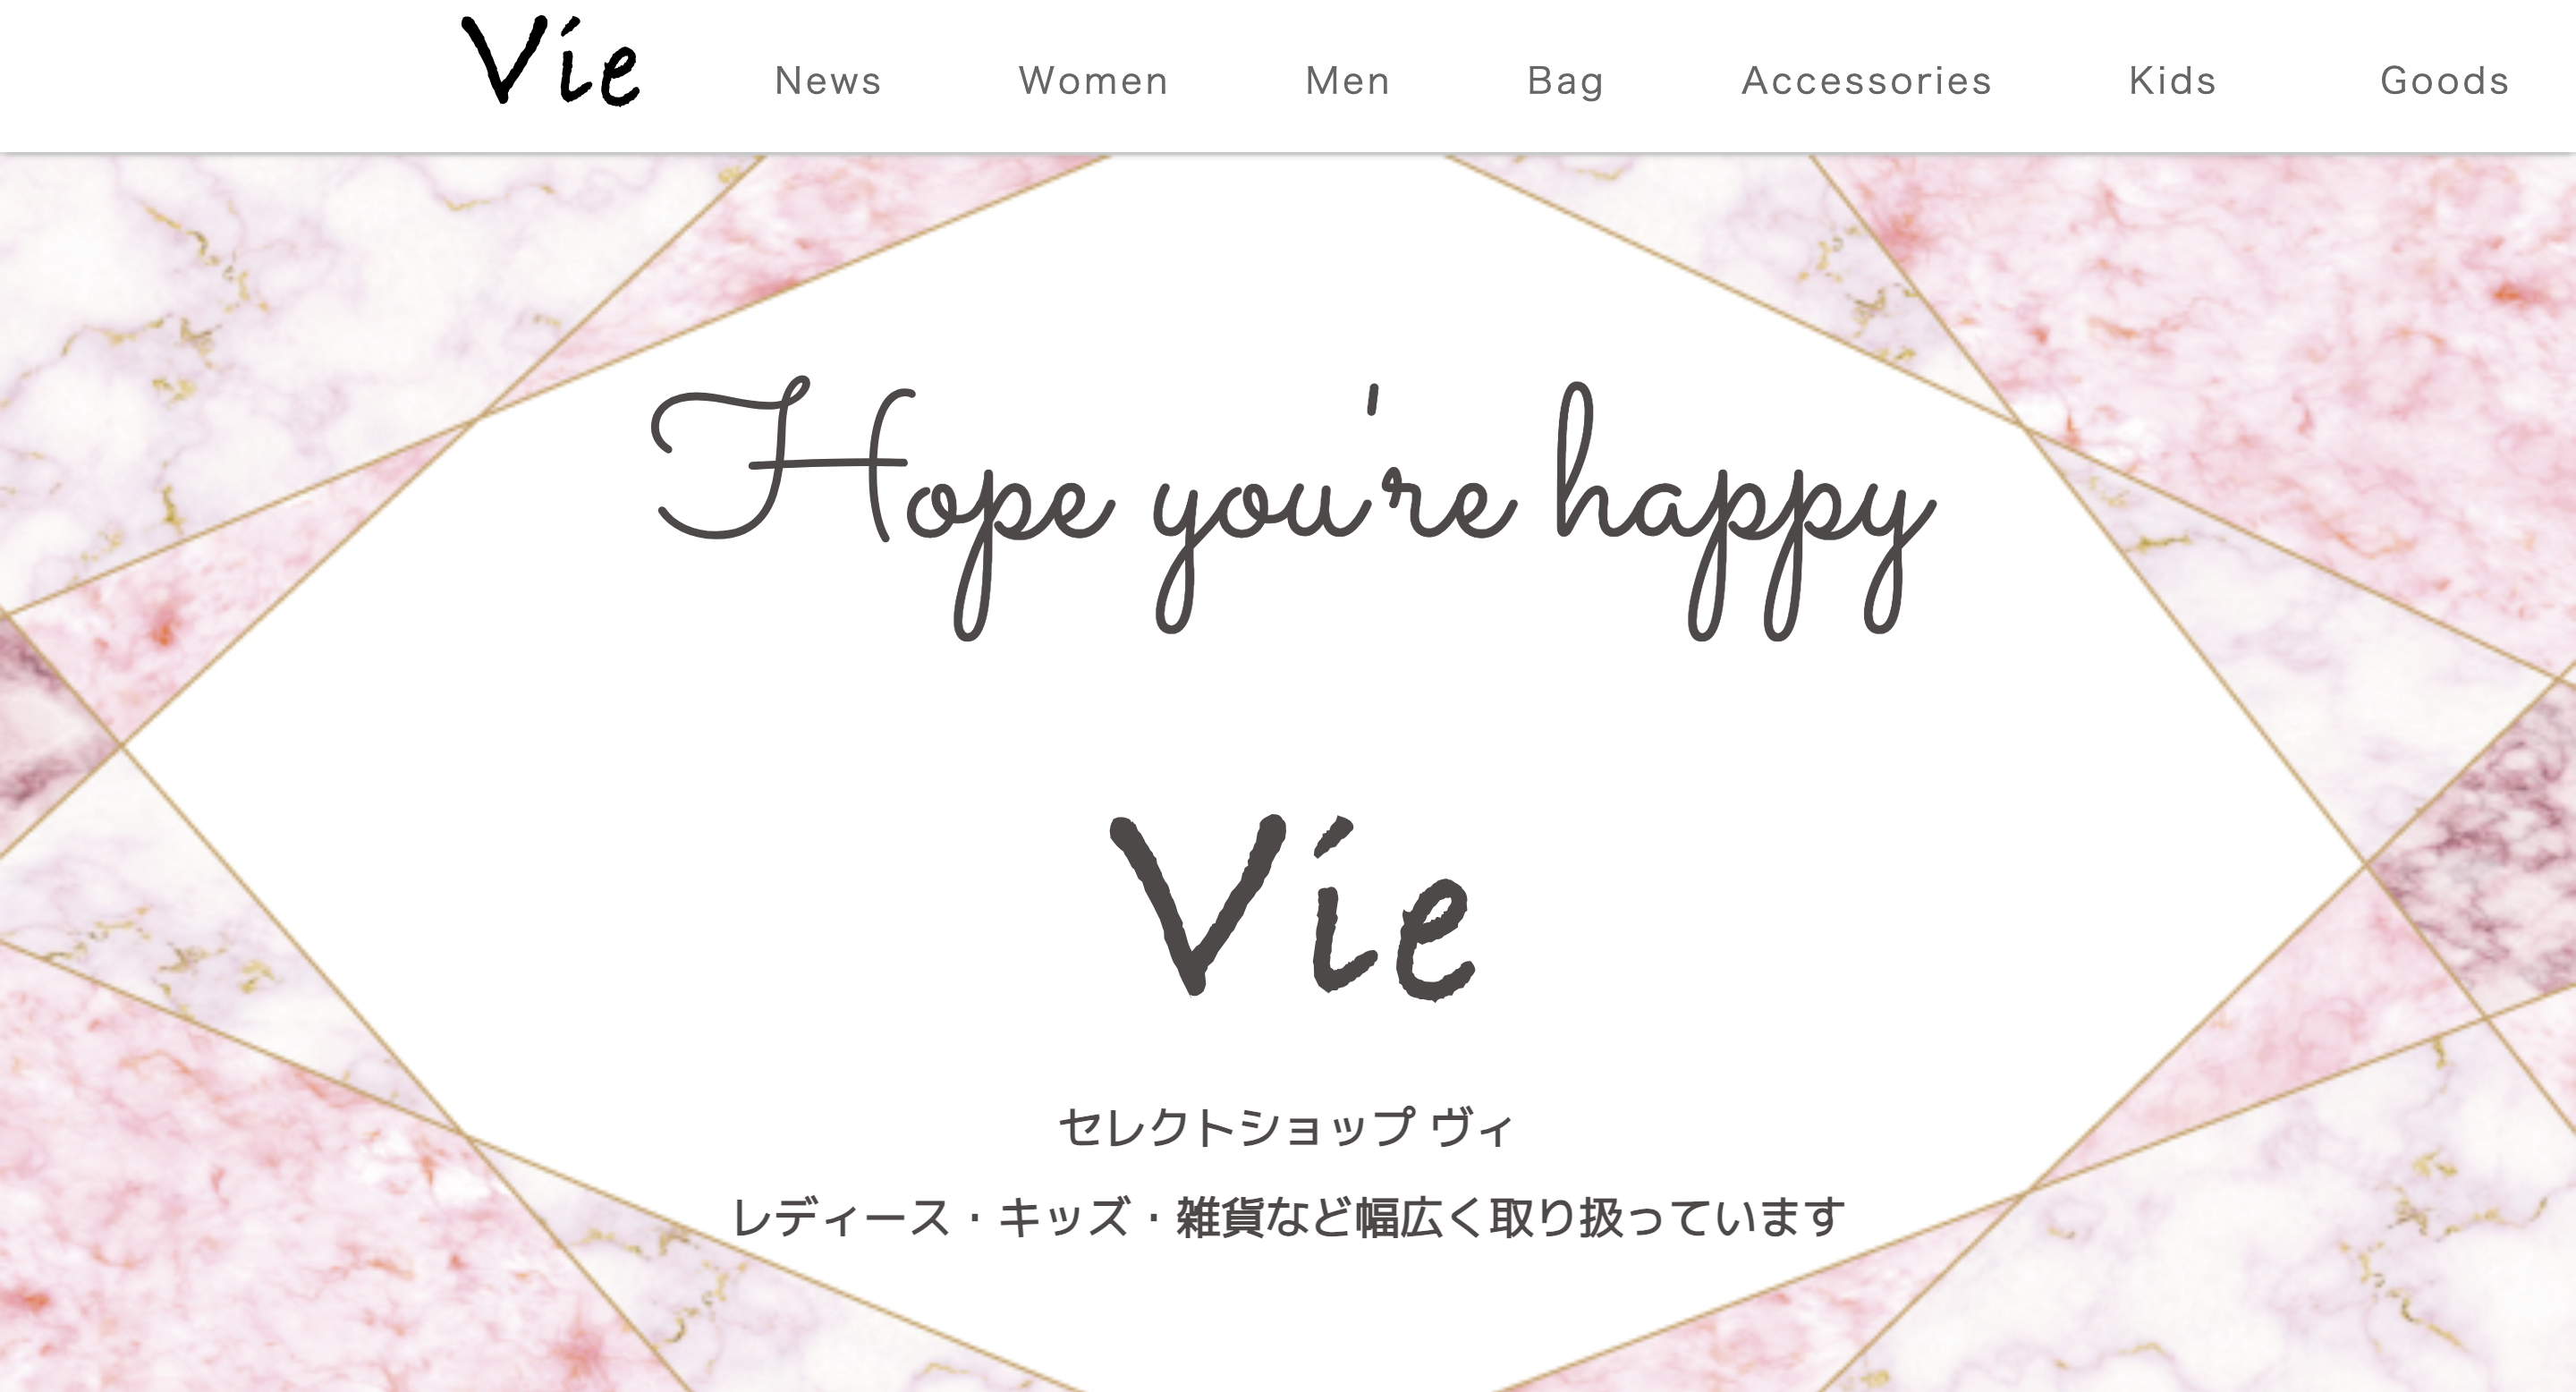 Vie News Women Men Bag Accessories Kids Goods
Hope you're happy
Vie
セレクトショップ ヴィ
レディース・キッズ・雑貨など幅広く取り扱っています